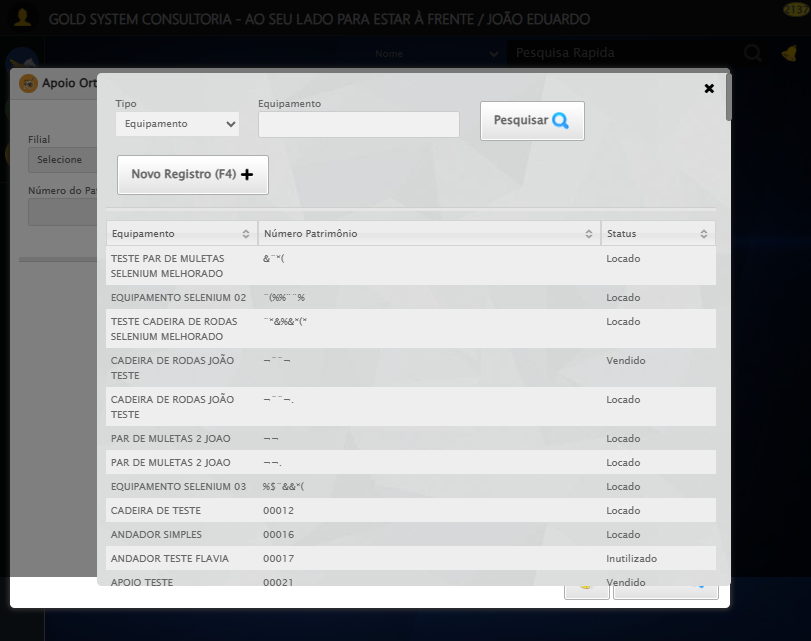 GOLD SYSTEM CONSULTORIA - AO SEU LADO PARA ESTAR À FRENTE / JOÃO EDUARDO
2137
Nome
Pesquisa Rapida
Apoio Ort
Filial
Selecione
Número do Pat
Tipo
Equipamento
Equipamento
Pesquisar
Novo Registro (F4)
Equipamento Número Patrimônio Status
TESTE PAR DE MULETAS
SELENIUM MELHORADO
&¨*( Locado
EQUIPAMENTO SELENIUM 02 ¨(%%¨¨% Locado
TESTE CADEIRA DE RODAS
SELENIUM MELHORADO
¨*&%&*(* Locado
CADEIRA DE RODAS JOÃO
TESTE
¬¨¨¬ Vendido
CADEIRA DE RODAS JOÃO
TESTE
¬¨¨¬. Locado
PAR DE MULETAS 2 JOAO ¬¬ Locado
PAR DE MULETAS 2 JOAO ¬¬. Locado
EQUIPAMENTO SELENIUM 03 %$¨&&*( Locado
CADEIRA DE TESTE 00012 Locado
ANDADOR SIMPLES 00016 Locado
ANDADOR TESTE FLAVIA 00017 Inutilizado
APOIO TESTE 00021 Vendido